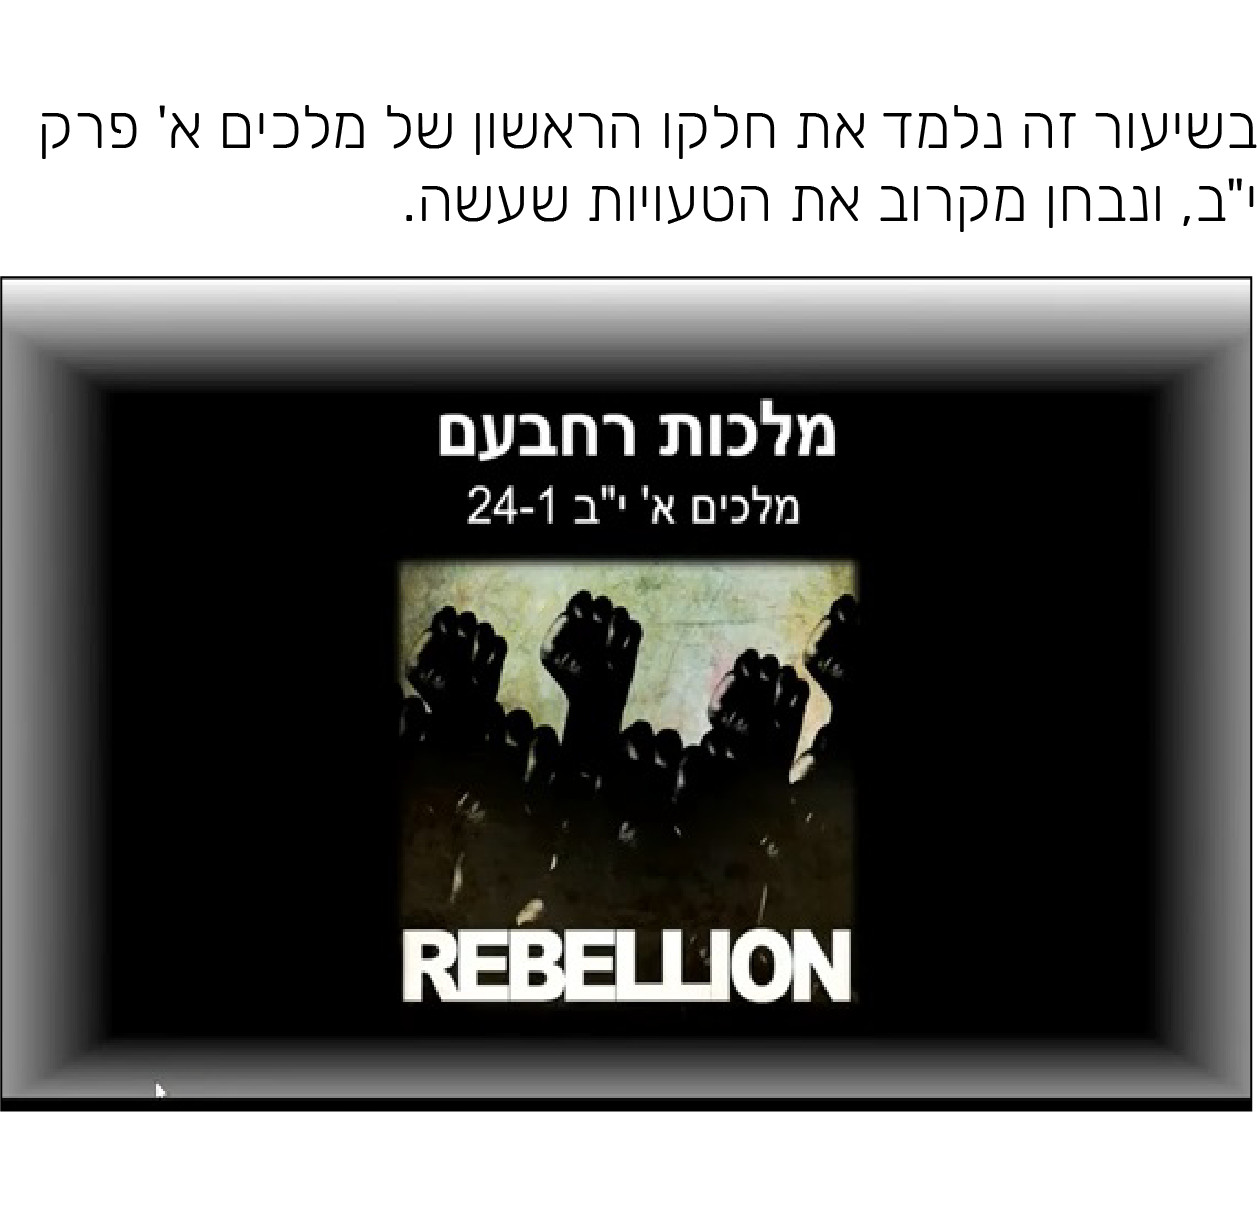 בשיעור זה נלמד את חלקו הראשון של מלכים א' פרק
י"ב, ונבחן מקרוב את הטעויות שעשה.
מלכות רחבעם
מלכים א' י"ב 24-1
REBELLION